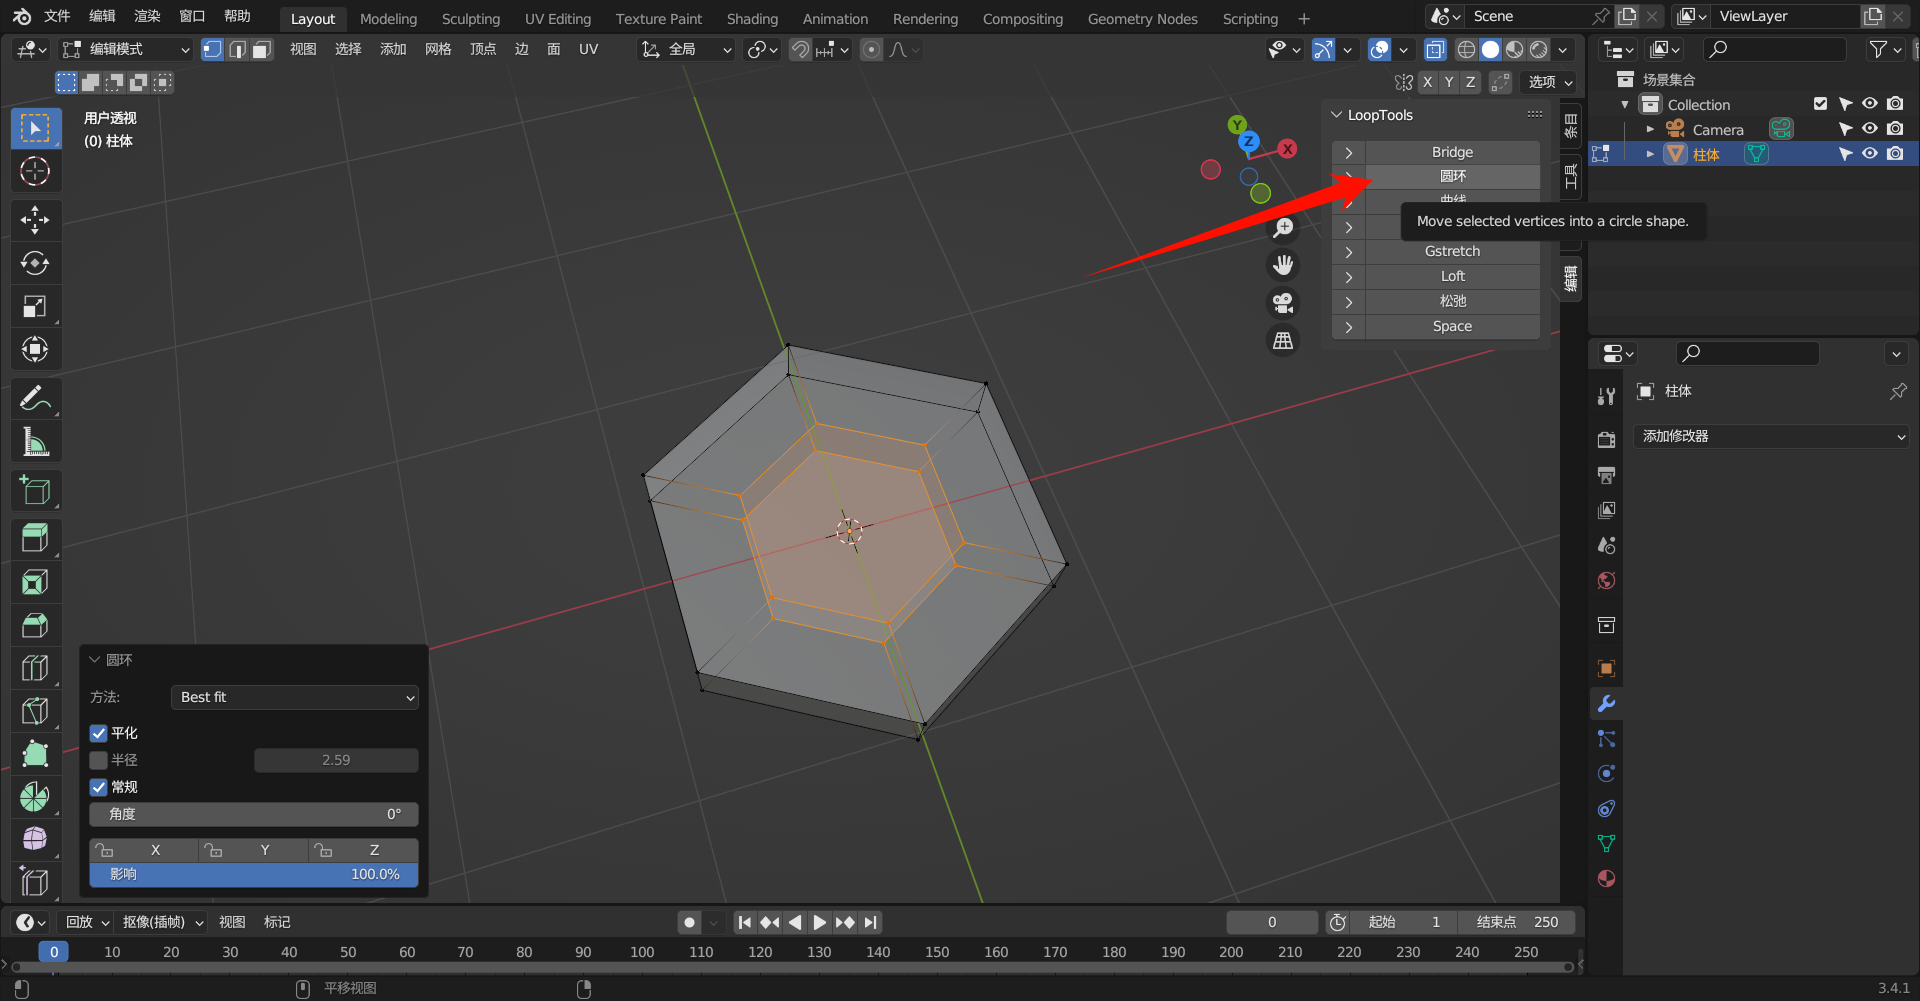 文件 编辑 渲染 窗口 帮助 Layout Modeling Sculpting UV Editing Texture Paint Shading Animation Rendering Compositing Geometry Nodes Scripting + Scene ViewLayer
编辑模式 视图 选择 添加 网格 顶点 边 面 UV 全局
X Y Z 选项
用户透视
(0) 柱体
Y
Z
X
LoopTools
Bridge
圆环
曲线
Move selected vertices into a circle shape.
Gstretch
Loft
松弛
Space
条目
工具
编辑
场景集合
Collection
Camera
柱体
柱体
添加修改器
圆环
方法: Best fit
平化
半径 2.59
常规
角度 0°
X Y Z
影响 100.0%
回放 抠像(插帧) 视图 标记 0 起始 1 结束点 250
0 10 20 30 40 50 60 70 80 90 100 110 120 130 140 150 160 170 180 190 200 210 220 230 240 250
平移视图 3.4.1